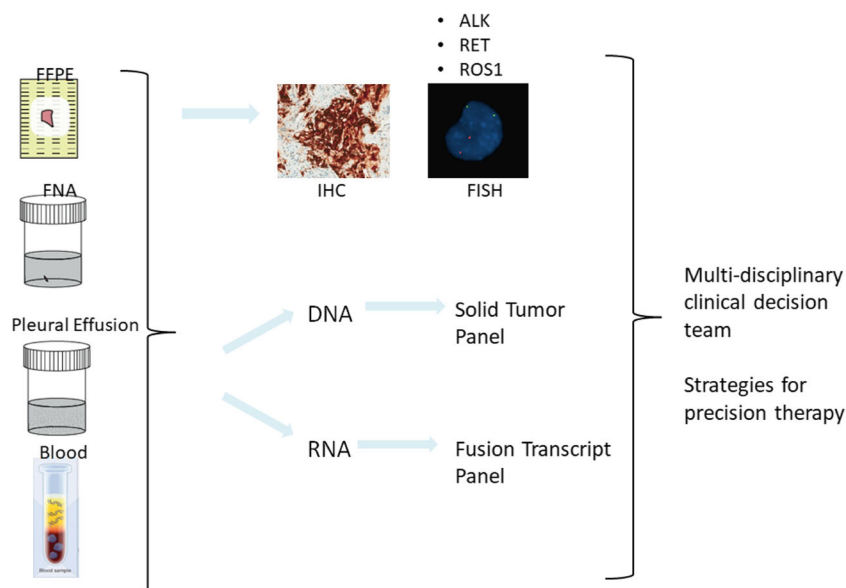 • ALK
• RET
• ROS1
FFPE
IHC
FISH
FNA
Pleural Effusion
Blood
Blood sample
DNA
Solid Tumor
Panel
RNA
Fusion Transcript
Panel
Multi-disciplinary
clinical decision
team
Strategies for
precision therapy